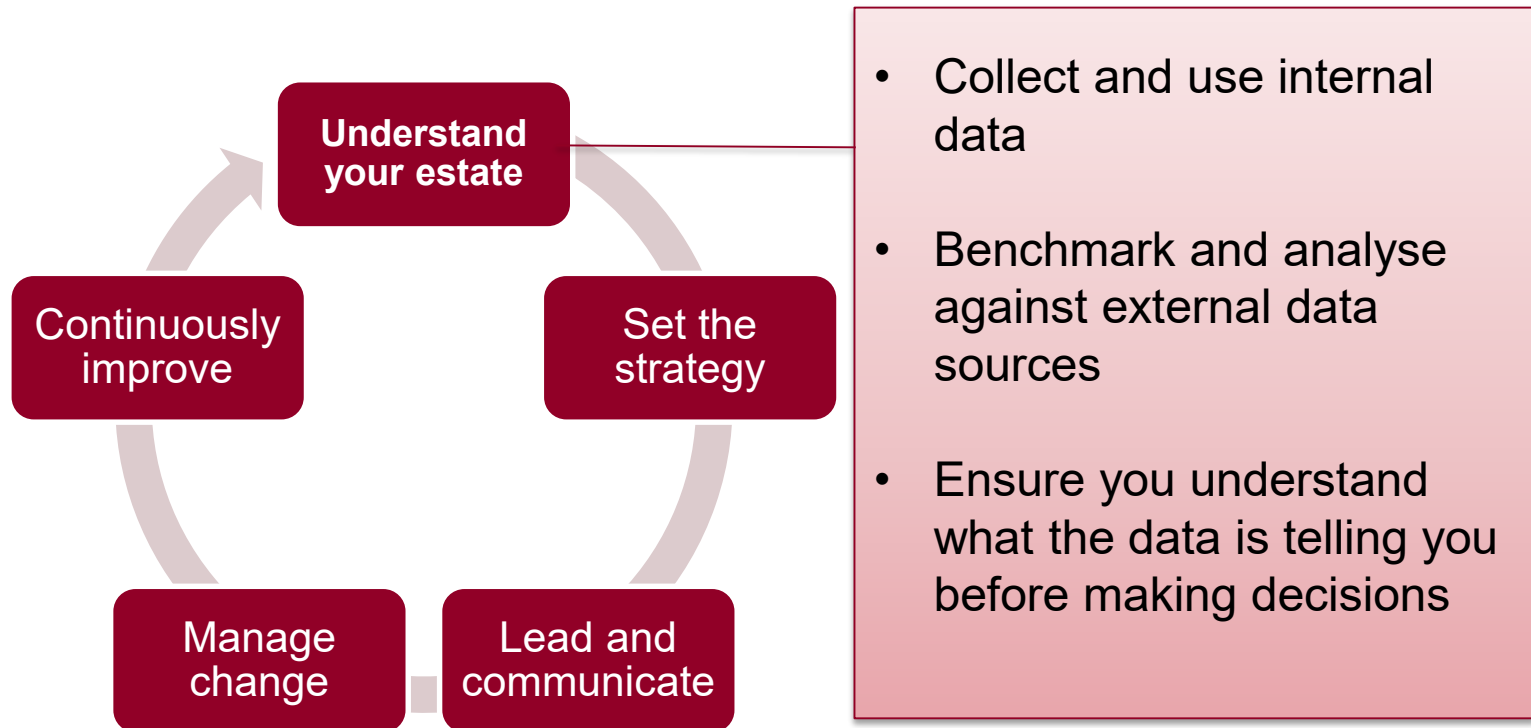 Understand
your estate
Set the
strategy
Lead and
communicate
Manage
change
Continuously
improve
• Collect and use internal
data
• Benchmark and analyse
against external data
sources
• Ensure you understand
what the data is telling you
before making decisions